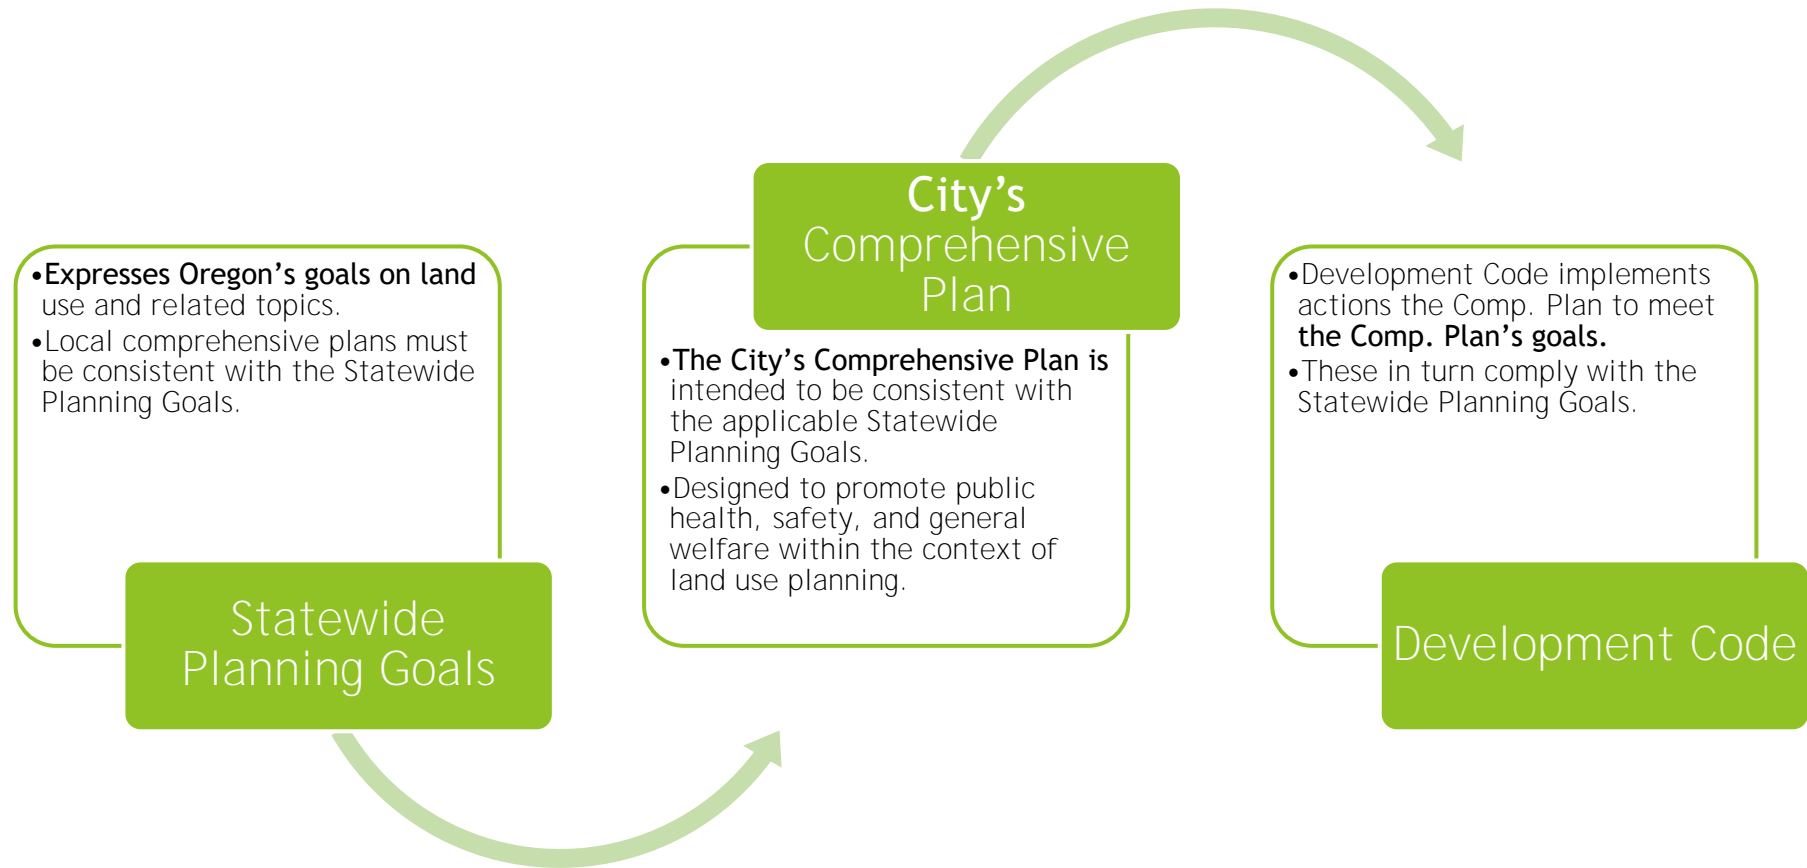 •Expresses Oregon’s goals on land
use and related topics.
•Local comprehensive plans must
be consistent with the Statewide
Planning Goals.
Statewide
Planning Goals
City’s
Comprehensive
Plan
•The City’s Comprehensive Plan is
intended to be consistent with
the applicable Statewide
Planning Goals.
•Designed to promote public
health, safety, and general
welfare within the context of
land use planning.
•Development Code implements
actions the Comp. Plan to meet
the Comp. Plan’s goals.
•These in turn comply with the
Statewide Planning Goals.
Development Code